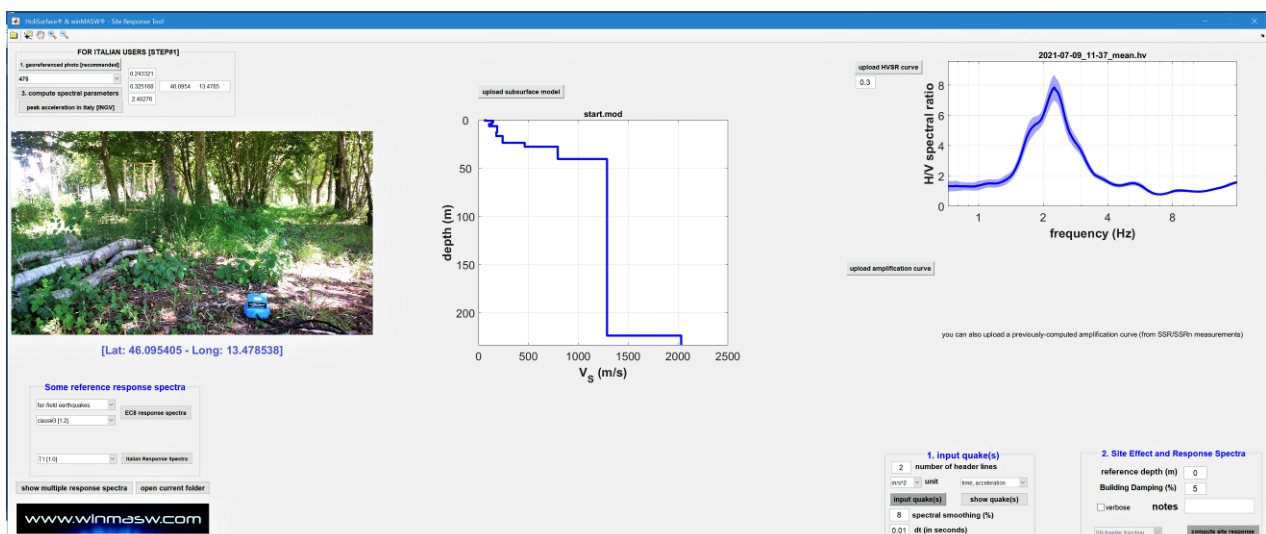 HoliSurface® & winMASW® - Site Response Tool
FOR ITALIAN USERS [STEP#1]
1. georeferenced photo [recommended]
475
3. compute spectral parameters
peak acceleration in Italy [INGV]
0.243321
0.325168
2.46276
46.0954 13.4785
[Lat: 46.095405 - Long: 13.478538]
Some reference response spectra
far-field earthquakes
class#3 [1.2]
EC8 response spectra
T1 [1.0]
Italian Response Spectra
show multiple response spectra
open current folder
www.winmasw.com
upload subsurface model
start.mod
0
50
100
150
200
depth (m)
0 500 1000 1500 2000 2500
VS (m/s)
upload HVSR curve
0.3
2021-07-09_11-37_mean.hv
8
6
4
2
0
H/V spectral ratio
1 2 4 8
frequency (Hz)
upload amplification curve
you can also upload a previously-computed amplification curve (from SSR/SSRn measurements)
1. input quake(s)
2 number of header lines
m/s^2 unit time, acceleration
input quake(s) show quake(s)
8 spectral smoothing (%)
0.01 dt (in seconds)
2. Site Effect and Response Spectra
reference depth (m) 0
Building Damping (%) 5
verbose notes
compute site response